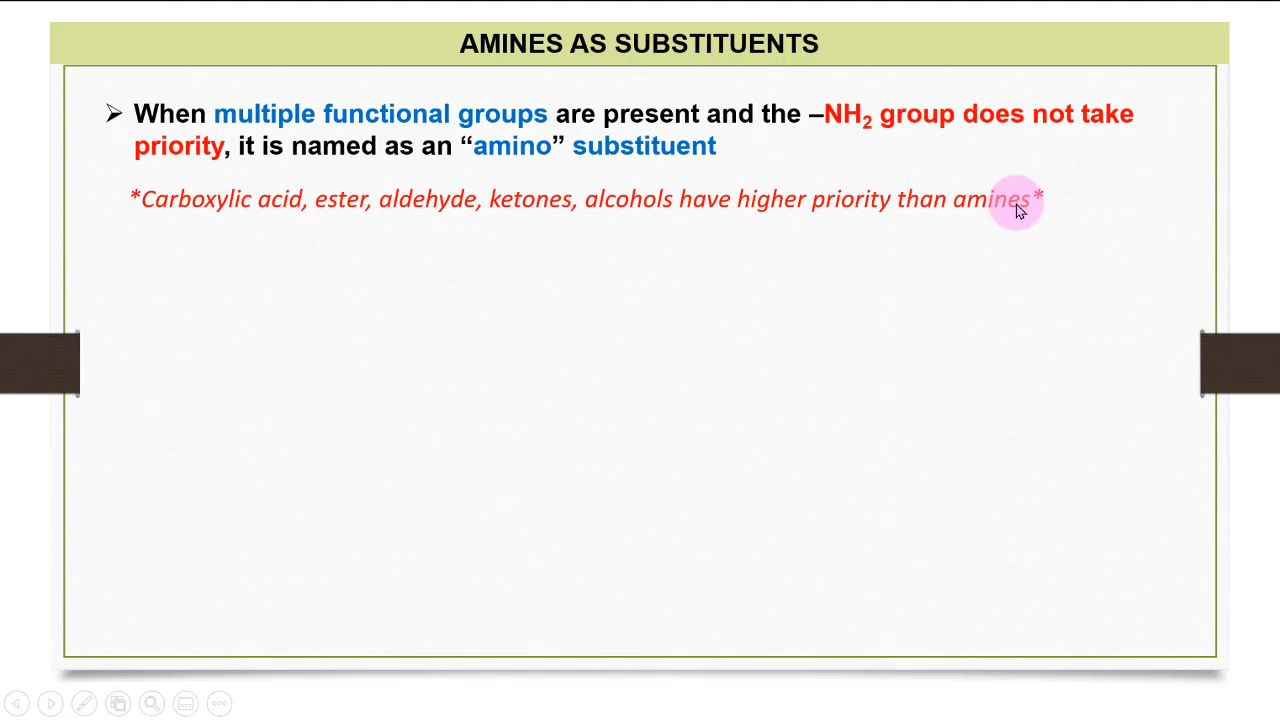 AMINES AS SUBSTITUENTS
➢ When multiple functional groups are present and the –NH₂ group does not take
priority, it is named as an “amino” substituent
*Carboxylic acid, ester, aldehyde, ketones, alcohols have higher priority than amines*